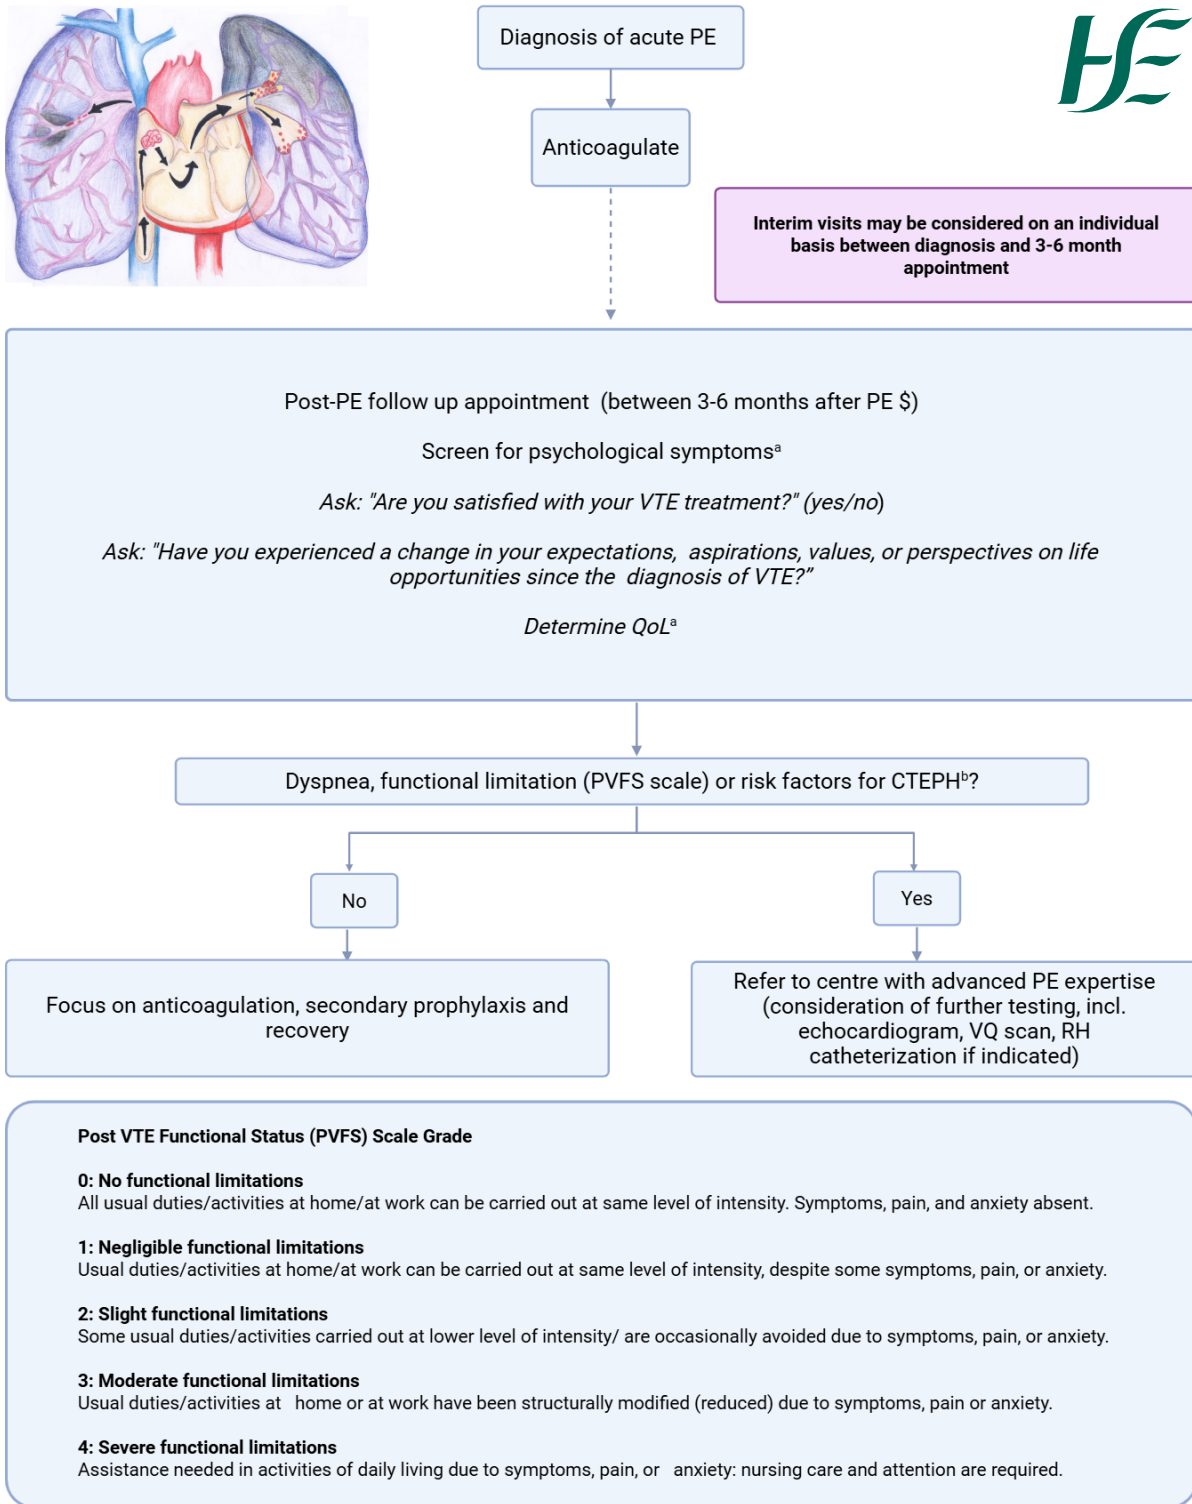 Diagnosis of acute PE
HSE
Anticoagulate
Interim visits may be considered on an individual
basis between diagnosis and 3-6 month
appointment
Post-PE follow up appointment (between 3-6 months after PE $)
Screen for psychological symptomsᵃ
Ask: "Are you satisfied with your VTE treatment?" (yes/no)
Ask: "Have you experienced a change in your expectations, aspirations, values, or perspectives on life
opportunities since the diagnosis of VTE?”
Determine QoLᵃ
Dyspnea, functional limitation (PVFS scale) or risk factors for CTEPHᵇ?
No
Yes
Focus on anticoagulation, secondary prophylaxis and
recovery
Refer to centre with advanced PE expertise
(consideration of further testing, incl.
echocardiogram, VQ scan, RH
catheterization if indicated)
Post VTE Functional Status (PVFS) Scale Grade
0: No functional limitations
All usual duties/activities at home/at work can be carried out at same level of intensity. Symptoms, pain, and anxiety absent.
1: Negligible functional limitations
Usual duties/activities at home/at work can be carried out at same level of intensity, despite some symptoms, pain, or anxiety.
2: Slight functional limitations
Some usual duties/activities carried out at lower level of intensity/ are occasionally avoided due to symptoms, pain, or anxiety.
3: Moderate functional limitations
Usual duties/activities at home or at work have been structurally modified (reduced) due to symptoms, pain or anxiety.
4: Severe functional limitations
Assistance needed in activities of daily living due to symptoms, pain, or anxiety: nursing care and attention are required.